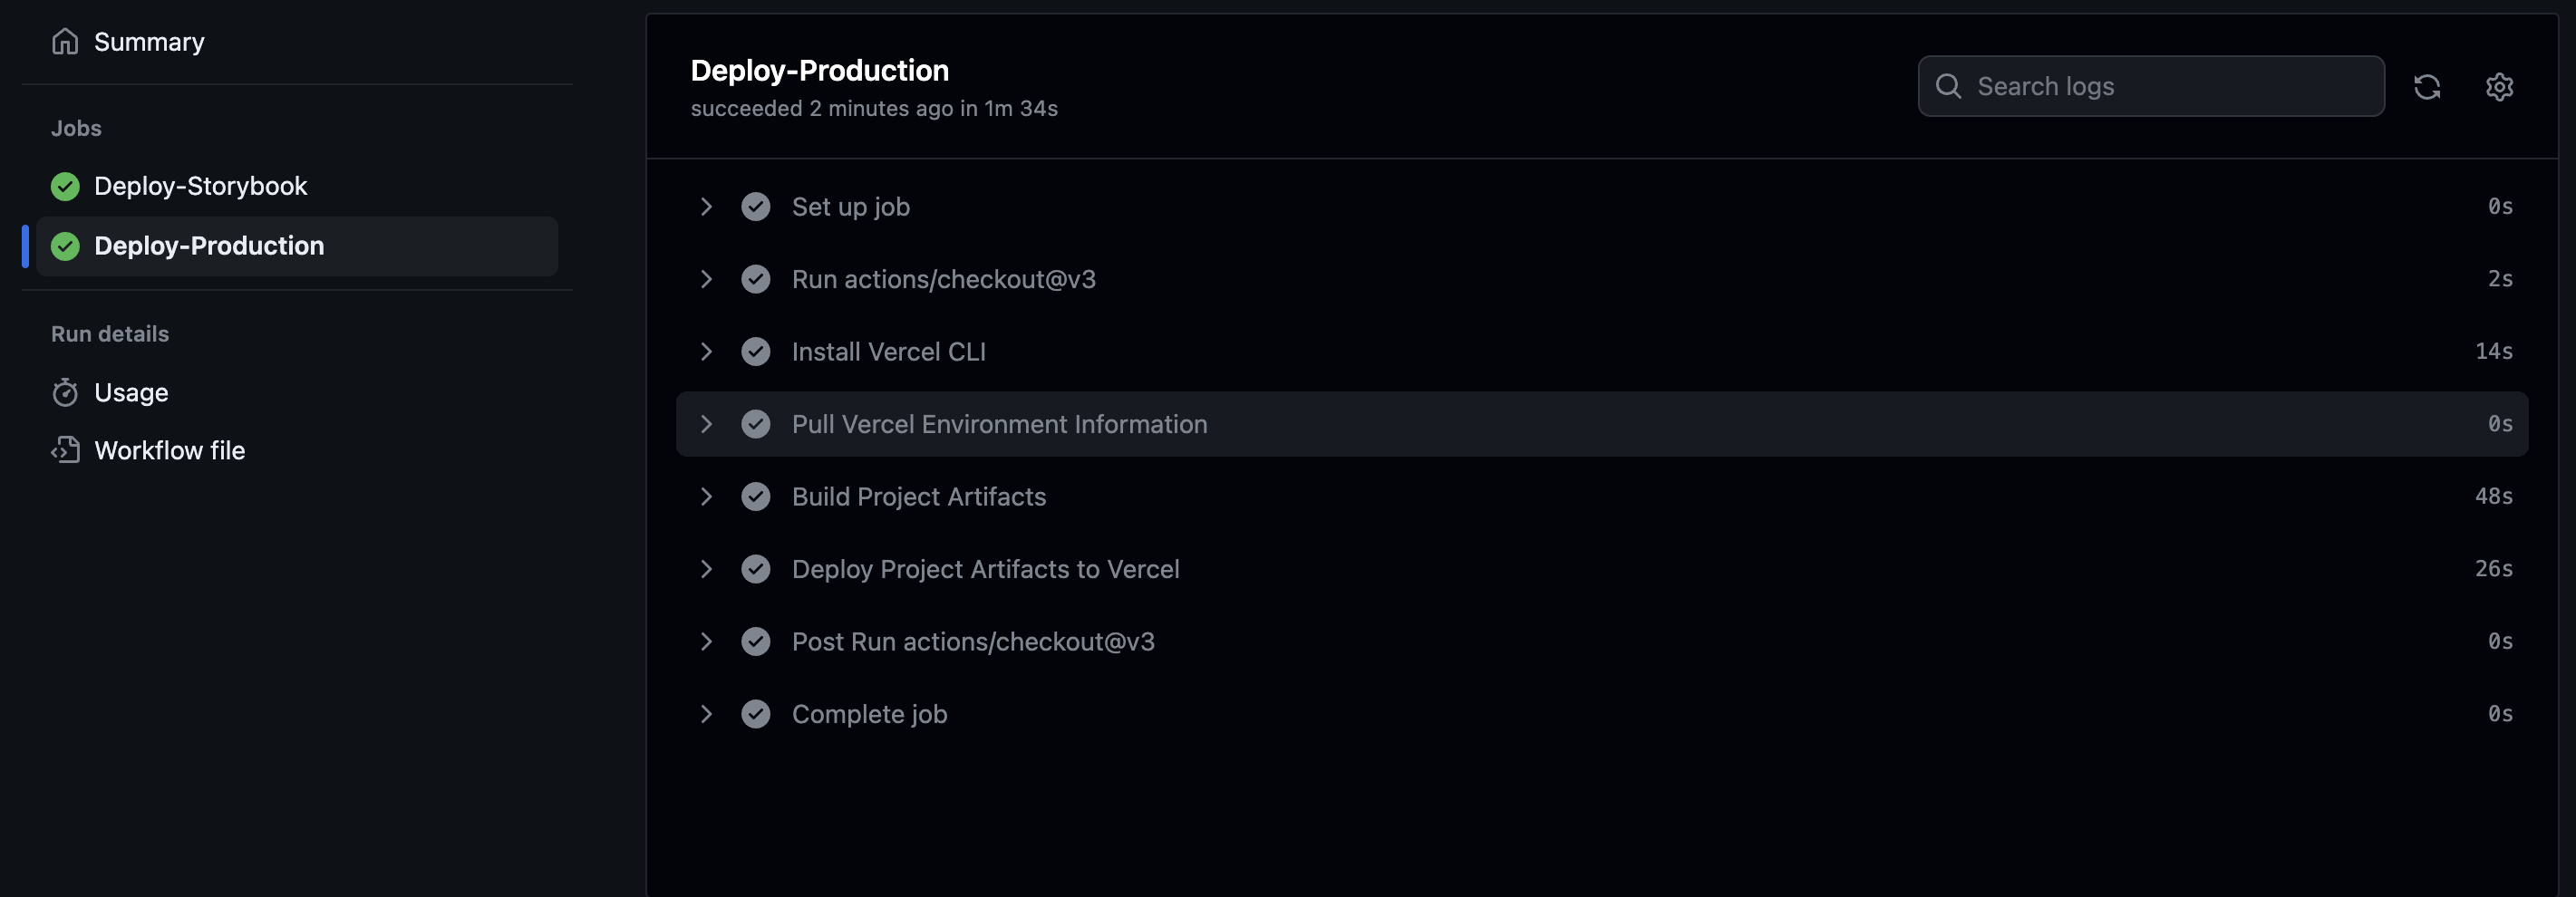 Summary
Jobs
Deploy-Storybook
Deploy-Production
Run details
Usage
Workflow file
Deploy-Production
succeeded 2 minutes ago in 1m 34s
Search logs
Set up job 0s
Run actions/checkout@v3 2s
Install Vercel CLI 14s
Pull Vercel Environment Information 0s
Build Project Artifacts 48s
Deploy Project Artifacts to Vercel 26s
Post Run actions/checkout@v3 0s
Complete job 0s